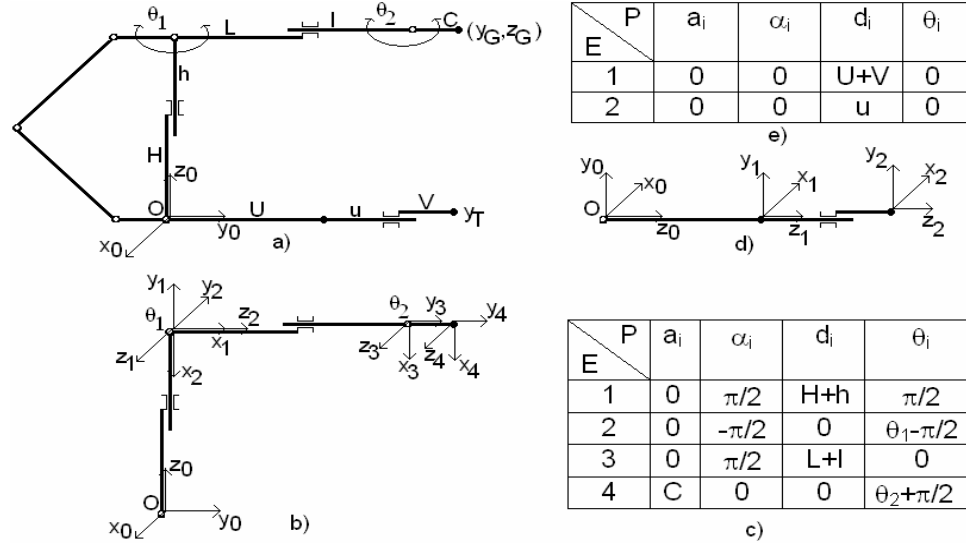 θ1 L l θ2 C (yG,zG)
h
H
z0
O U u V yT
y0
x0 a)
P ai αi di θi
E
1 0 0 U+V 0
2 0 0 u 0
e)
y0 x0 y1 x1 y2 x2
O z0 z1 z2
d)
y1 y2
θ1 z2 θ2 y3 y4
z1 x1 z3 z4
x2 x3 x4
z0
O
x0 y0 b)
P ai αi di θi
E
1 0 π/2 H+h π/2
2 0 -π/2 0 θ1-π/2
3 0 π/2 L+l 0
4 C 0 0 θ2+π/2
c)